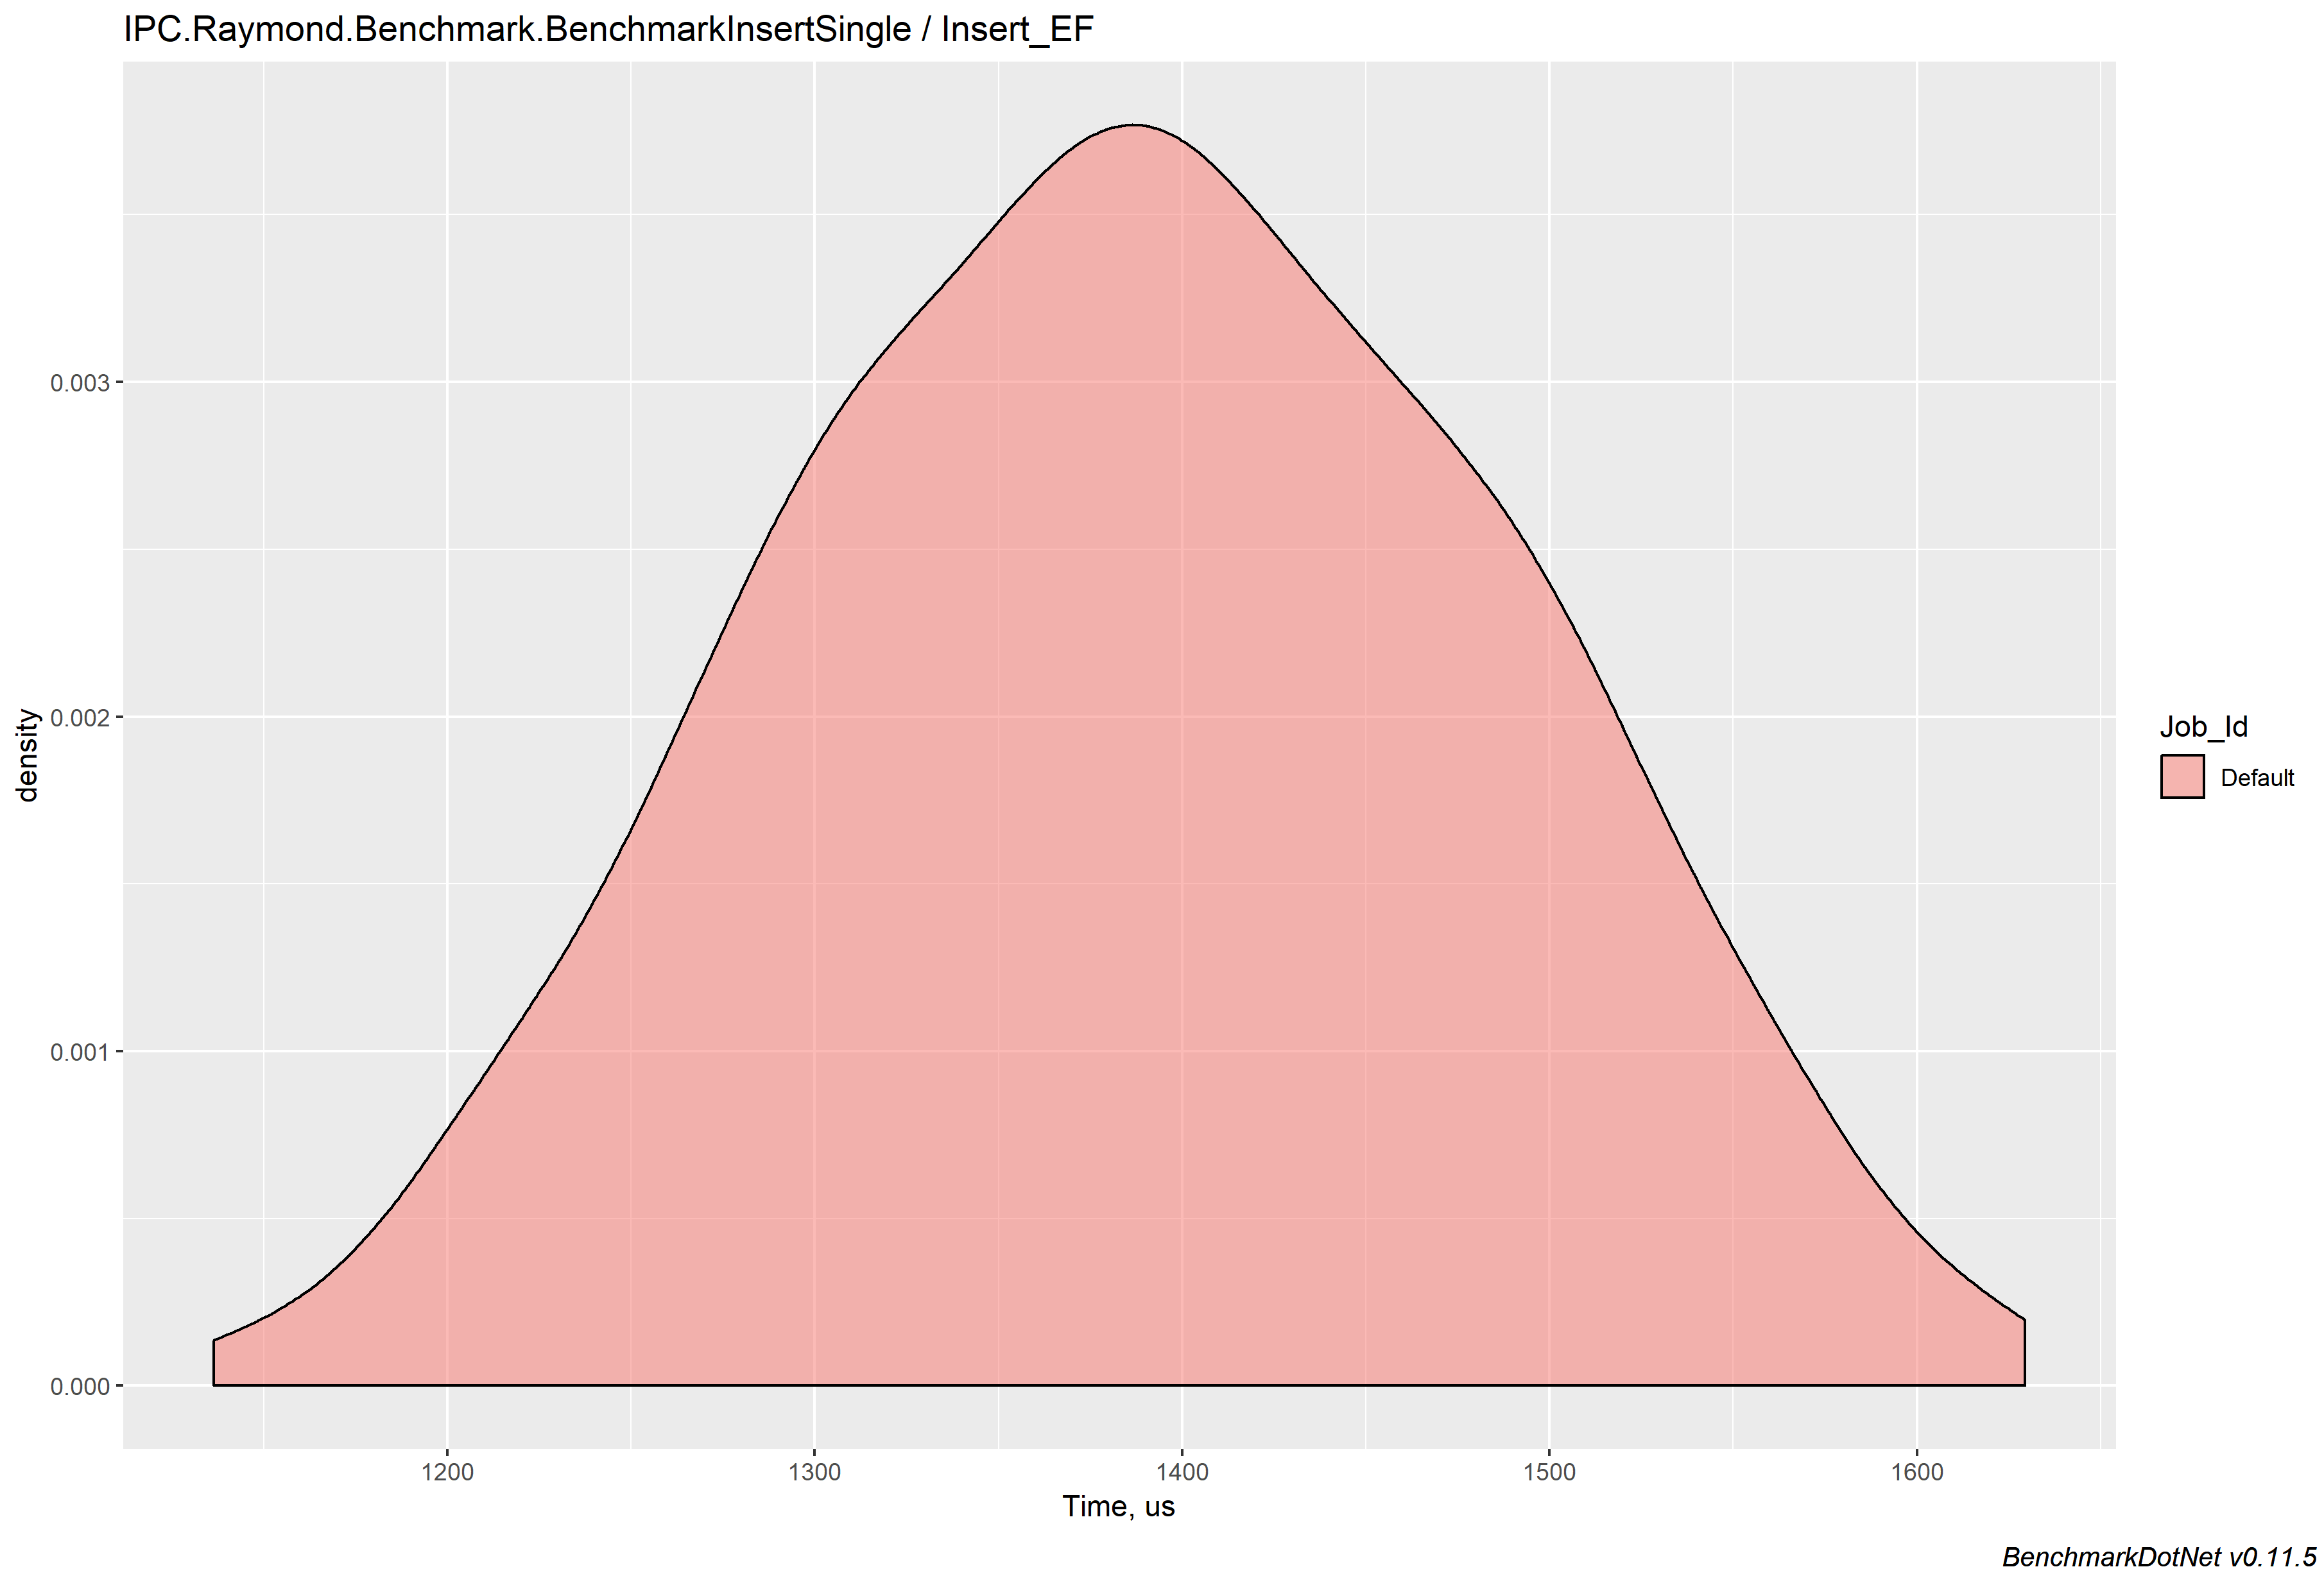 IPC.Raymond.Benchmark.BenchmarkInsertSingle / Insert_EF
density
0.003
0.002
0.001
0.000
1200 1300 1400 1500 1600
Time, us
Job_Id
Default
BenchmarkDotNet v0.11.5